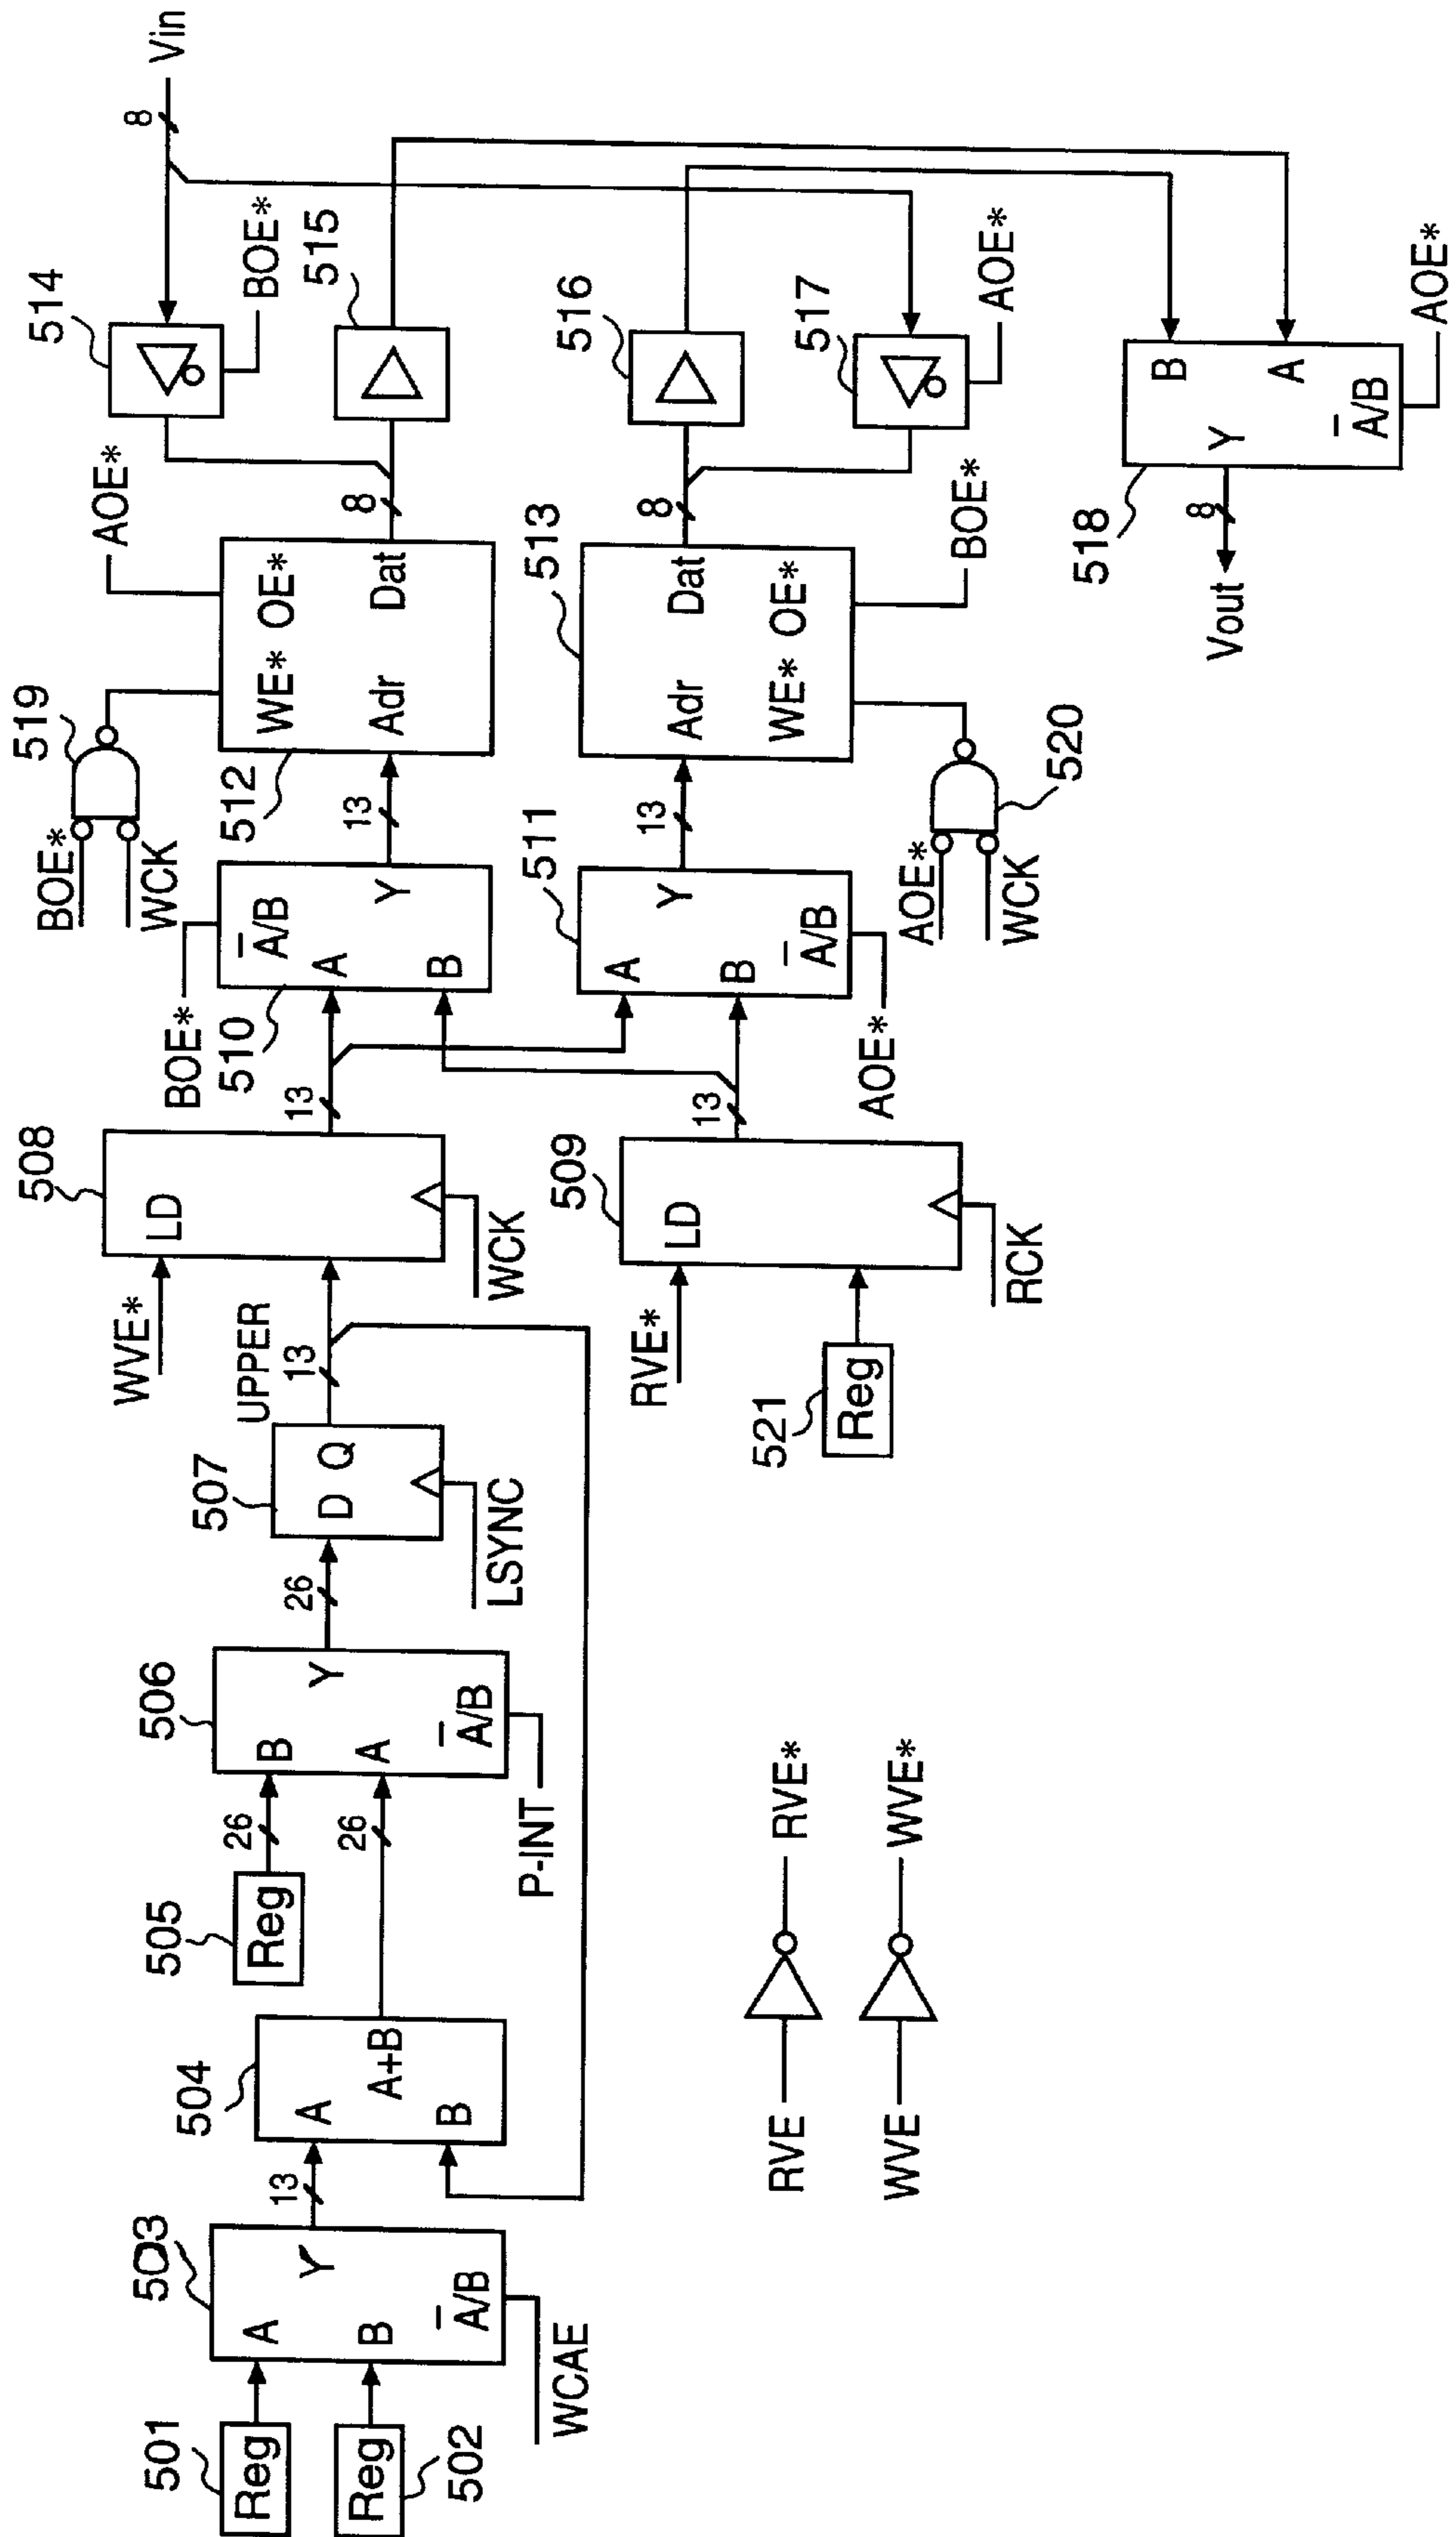 501
Reg
Reg
502
503
A
Y
B
A/B
WCAE
13
504
A
A+B
B
505
Reg
26
26
506
B
Y
A
A/B
P-INT
26
507
D Q
LSYNC
UPPER
13
WVE*
508
LD
WCK
13
RVE*
509
LD
521
Reg
RCK
13
BOE*
510
A/B
A
Y
B
511
A
Y
B
A/B
AOE*
BOE*
WCK
519
13
13
512
WE* OE*
Adr Dat
AOE*
513
Adr Dat
WE* OE*
BOE*
AOE*
WCK
520
8
8
514
BOE*
515
516
517
AOE*
8
Vin
518
B
Y
A
A/B
AOE*
8
Vout
RVE
RVE*
WVE
WVE*